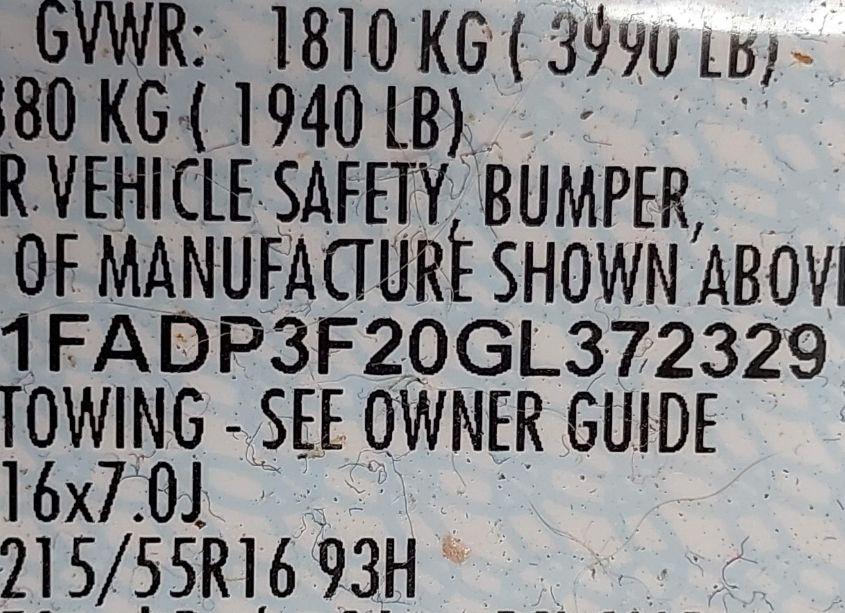 GVWR: 1810 KG ( 3990 LB)
880 KG ( 1940 LB)
R VEHICLE SAFETY, BUMPER,
OF MANUFACTURE SHOWN ABOVE
1FADP3F20GL372329
TOWING - SEE OWNER GUIDE
16x7.0J
215/55R16 93H